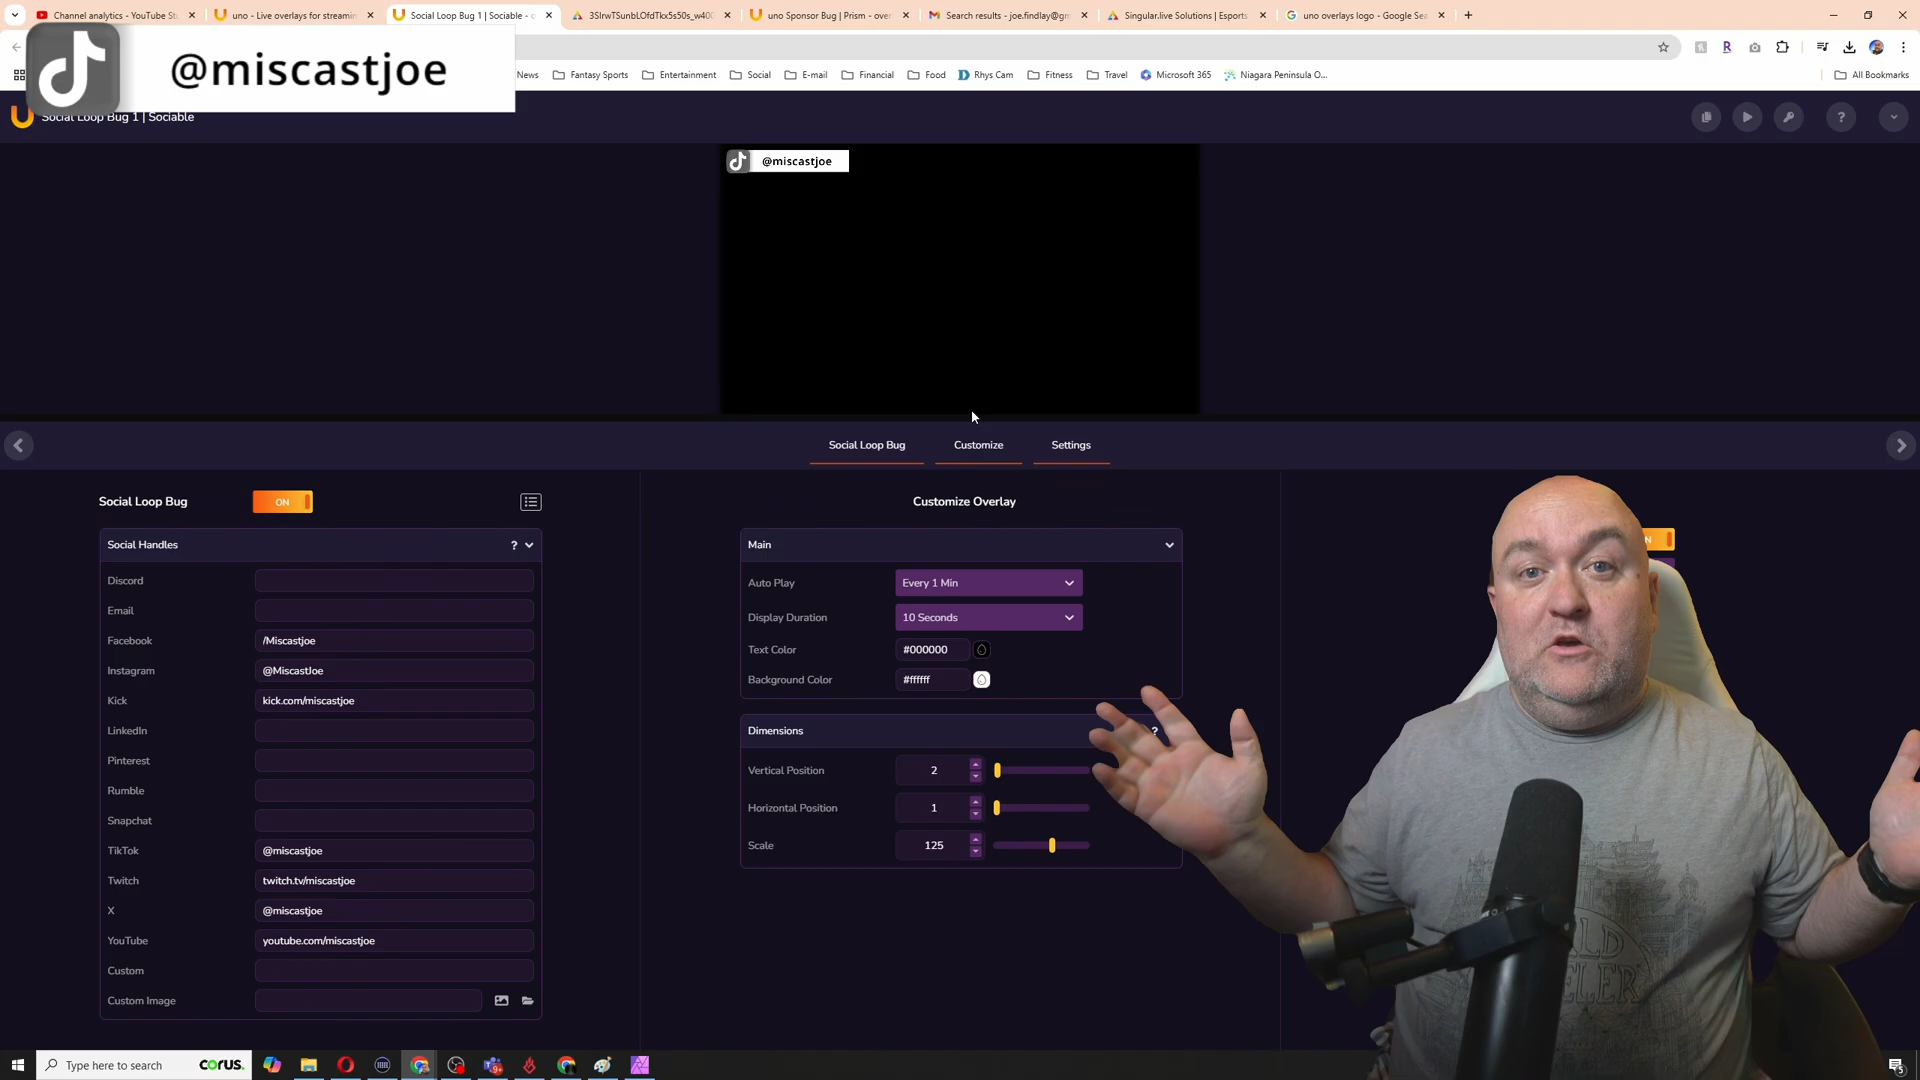 Channel analytics - YouTube St
uno - Live overlays for streamin
Social Loop Bug 1 | Sociable - o
3SlrwTSunbLOfdTkx5s50s_w40
uno Sponsor Bug | Prism - over
Search results - joe.findlay@gm
Singular.live Solutions | Esports
uno overlays logo - Google Sea
@miscastjoe
News
Fantasy Sports
Entertainment
Social
E-mail
Financial
Food
Rhys Cam
Fitness
Travel
Microsoft 365
Niagara Peninsula O...
All Bookmarks
Social Loop Bug 1 | Sociable
@miscastjoe
Social Loop Bug
Customize
Settings
Social Loop Bug
ON
Social Handles
?
Discord
Email
Facebook
/Miscastjoe
Instagram
@MiscastJoe
Kick
kick.com/miscastjoe
LinkedIn
Pinterest
Rumble
Snapchat
TikTok
@miscastjoe
Twitch
twitch.tv/miscastjoe
X
@miscastjoe
YouTube
youtube.com/miscastjoe
Custom
Custom Image
Customize Overlay
Main
Auto Play
Every 1 Min
Display Duration
10 Seconds
Text Color
#000000
Background Color
#ffffff
Dimensions
?
Vertical Position
2
Horizontal Position
1
Scale
125
Type here to search
corus.